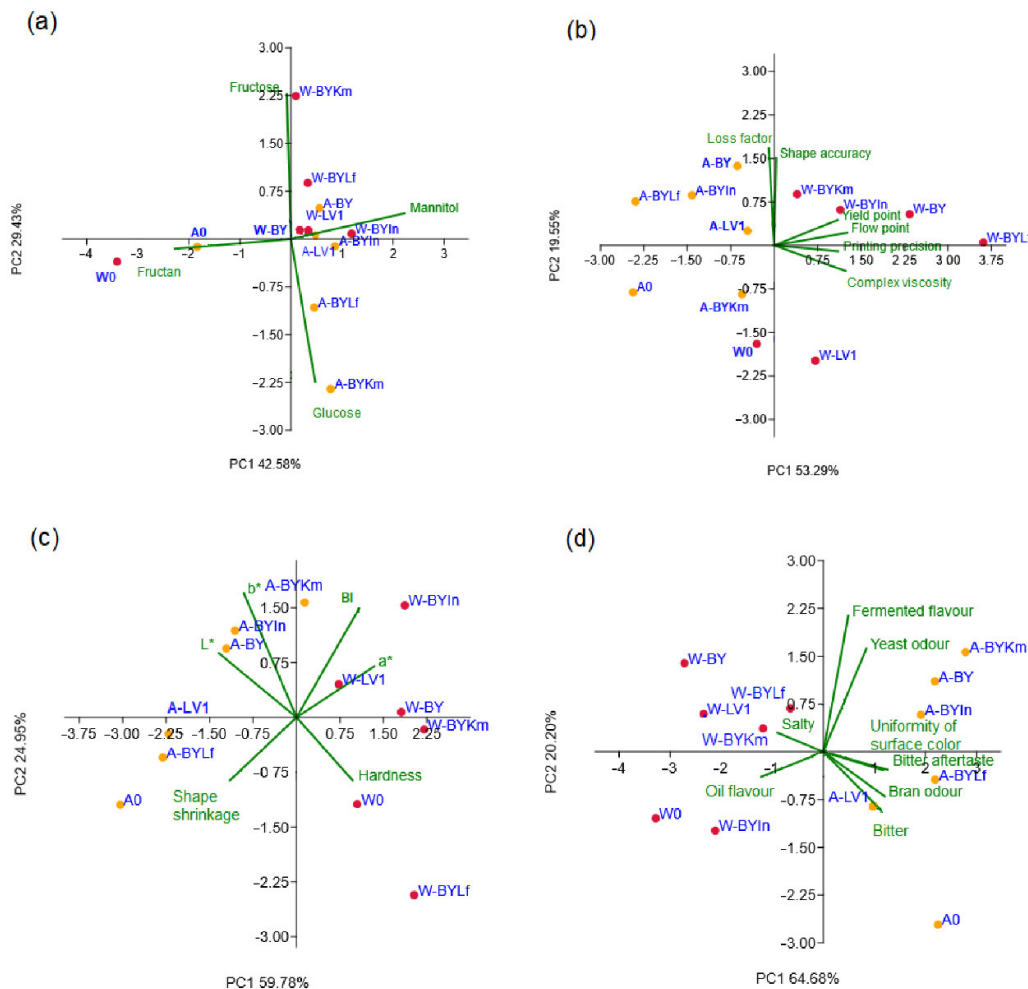 (a)
3.00
Fructose
2.25
W-BYKm
1.50
W-BYLf
0.75
A-BY
W-LV1
Mannitol
A0
W-BY
W-BYIn
A-BYIn
A-LV1
−4 −3 −2 −1 0 1 2 3 4
Fructan
W0
−0.75
A-BYLf
−1.50
−2.25
A-BYKm
Glucose
−3.00
PC2 29.43%
PC1 42.58%
(b)
3.00
2.25
Loss factor
1.50
Shape accuracy
A-BY
A-BYLf
A-BYIn
0.75
W-BYKm
W-BYIn
W-BY
Yield point
A-LV1
Flow point
W-BYL
Printing precision
−3.00 −2.25 −1.50 −0.75 0.75 1.50 2.25 3.00 3.75
A0
−0.75
Complex viscosity
A-BYKm
−1.50
W0
W-LV1
−2.25
−3.00
PC2 19.55%
PC1 53.29%
(c)
b*
A-BYKm
BI
1.50
W-BYIn
A-BYIn
L*
A-BY
0.75
a*
W-LV1
A-LV1
W-BY
W-BYKm
−3.75 −3.00 −2.25 −1.50 −0.75 0.75 1.50 2.25
A-BYLf
−0.75
Hardness
A0
Shape
shrinkage
W0
−1.50
−2.25
W-BYLf
−3.00
PC2 24.95%
PC1 59.78%
(d)
3.00
2.25
Fermented flavour
Yeast odour
W-BY
1.50
A-BYKm
A-BY
W-BYLf
0.75
A-BYIn
W-LV1
Salty
Uniformity of
surface color
W-BYKm
−4 −3 −2 −1 0 1 2 3
Bitter aftertaste
A-BYLf
Oil flavour
−0.75
A-LV1
Bran odour
W0
W-BYIn
Bitter
−1.50
−2.25
A0
−3.00
PC2 20.20%
PC1 64.68%